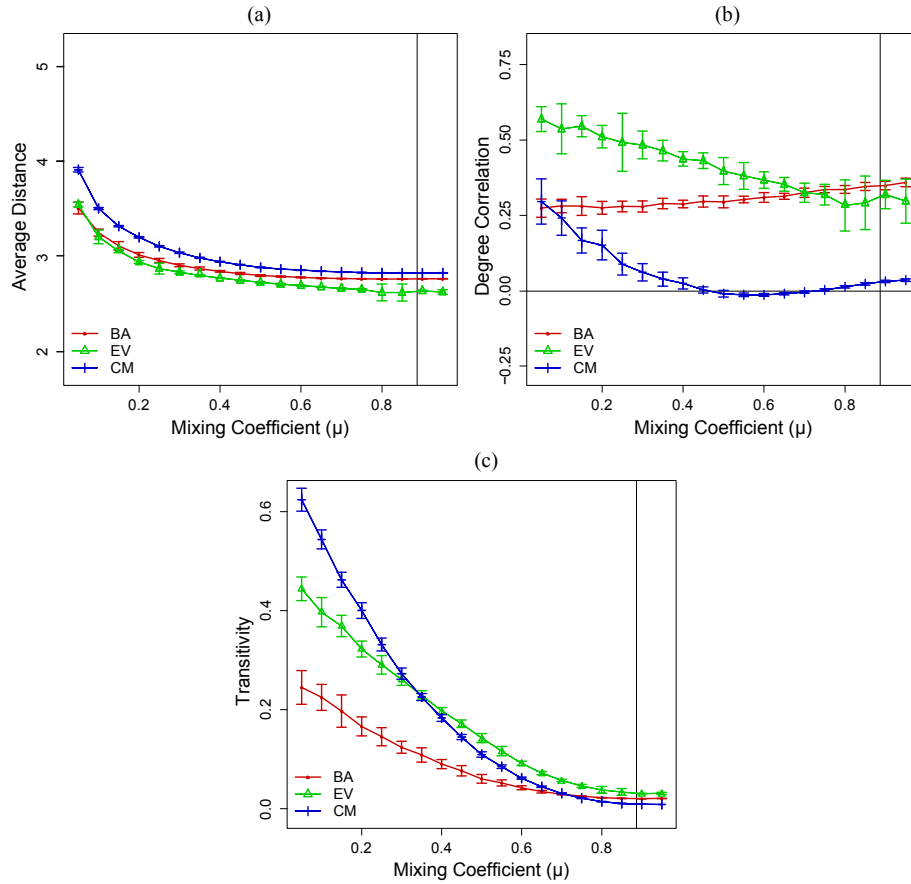 (a)
5
4
3
2
Average Distance
BA
EV
CM
0.2 0.4 0.6 0.8
Mixing Coefficient (μ)
(b)
0.75
0.50
0.25
0.00
−0.25
Degree Correlation
BA
EV
CM
0.2 0.4 0.6 0.8
Mixing Coefficient (μ)
(c)
0.6
0.4
0.2
0.0
Transitivity
BA
EV
CM
0.2 0.4 0.6 0.8
Mixing Coefficient (μ)